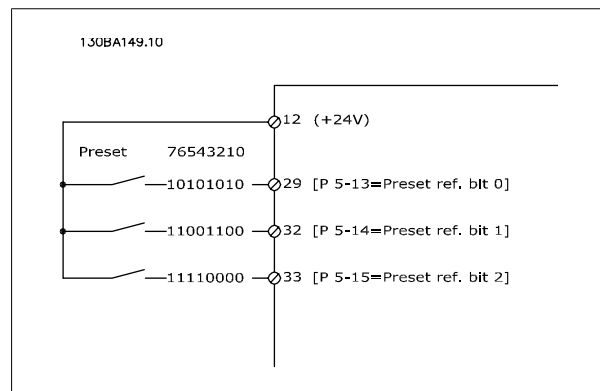 130BA149.10
12 (+24V)
Preset 76543210
10101010 29 [P 5-13=Preset ref. bit 0]
11001100 32 [P 5-14=Preset ref. bit 1]
11110000 33 [P 5-15=Preset ref. bit 2]